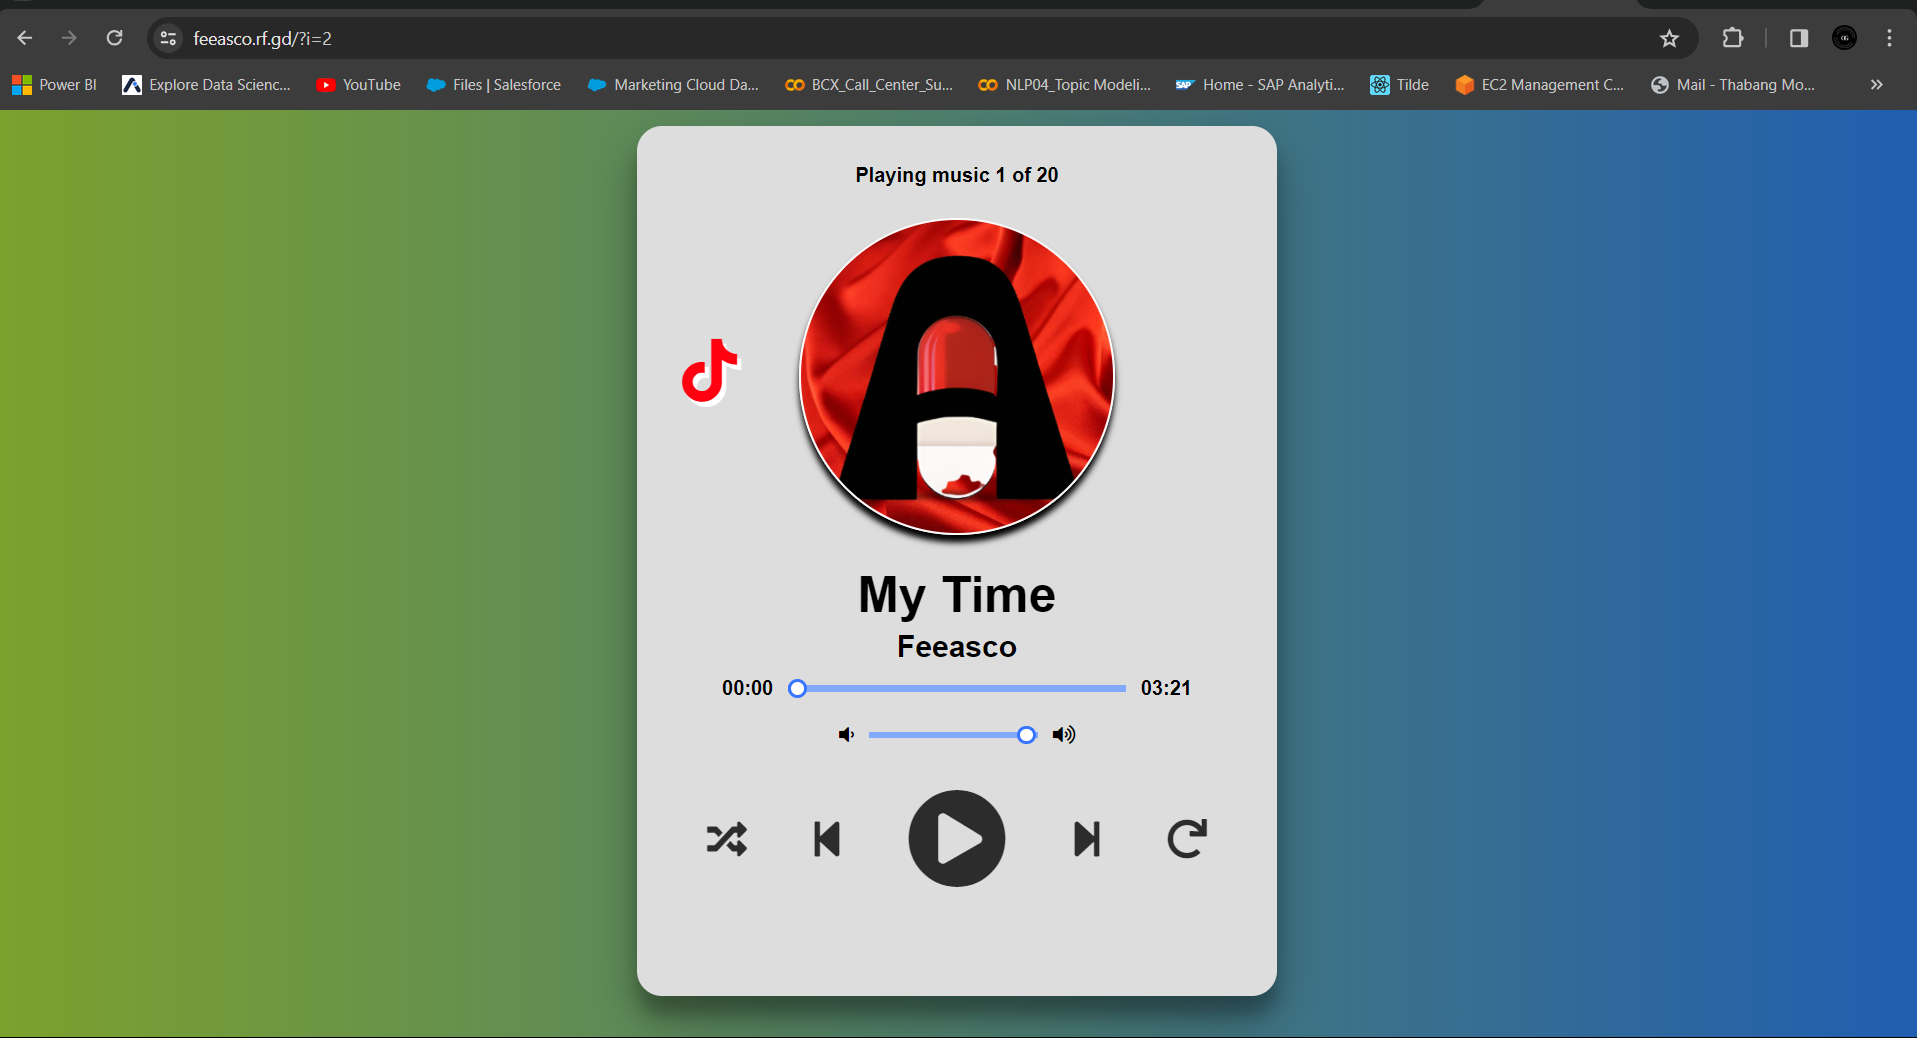 feeasco.rf.gd/?i=2
Power BI
Explore Data Scienc...
YouTube
Files | Salesforce
Marketing Cloud Da...
BCX_Call_Center_Su...
NLP04_Topic Modeli...
SAP
Home - SAP Analyti...
Tilde
EC2 Management C...
Mail - Thabang Mo...
Playing music 1 of 20
A
My Time
Feeasco
00:00
03:21